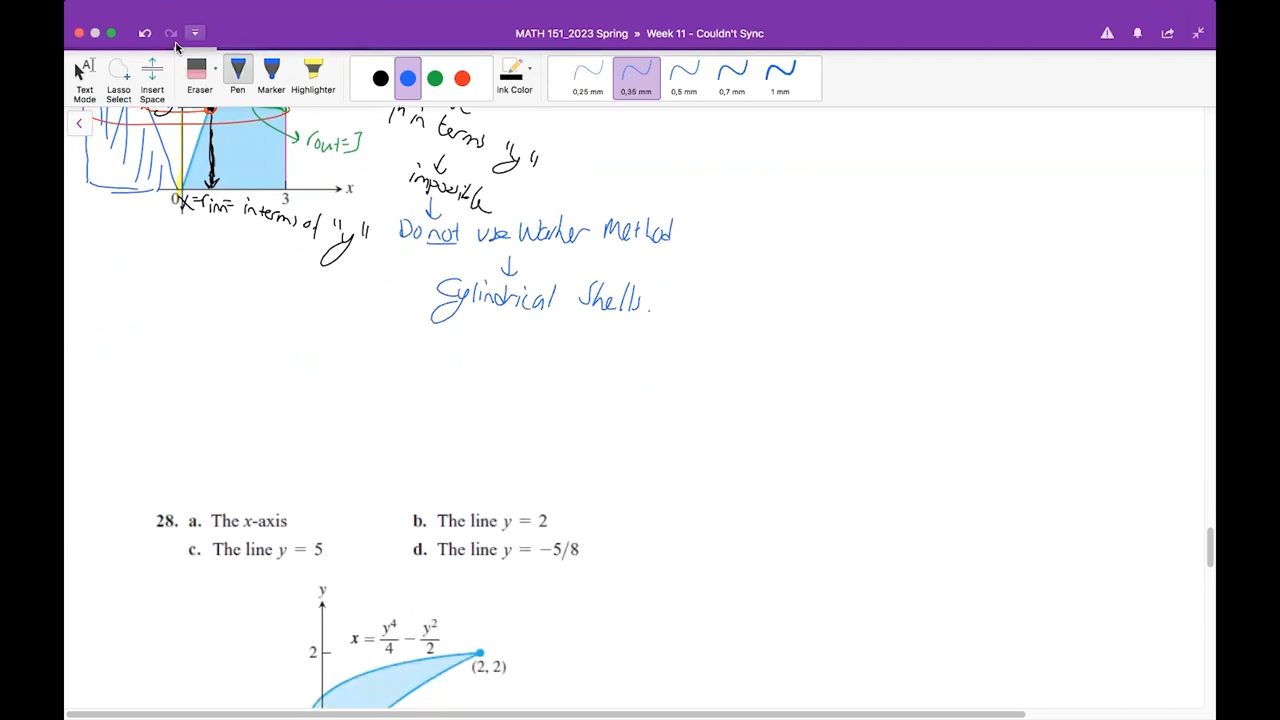 MATH 151_2023 Spring » Week 11 - Couldn't Sync
Text Mode
Lasso Select
Insert Space
Eraser
Pen
Marker
Highlighter
Ink Color
0,25 mm
0,35 mm
0,5 mm
0,7 mm
1 mm
rout=3
in terms "y"
impossible
0 3 x
x=rin= in terms of "y"
Do not use Washer Method
Cylindrical Shells.
28. a. The x-axis b. The line y = 2
c. The line y = 5 d. The line y = −5/8
y
x = y⁴/4 − y²/2
2
(2, 2)